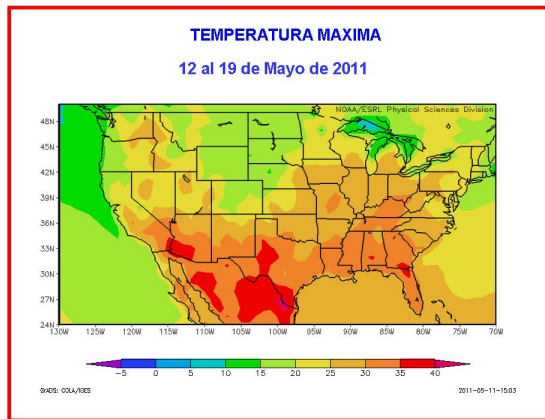 TEMPERATURA MAXIMA
12 al 19 de Mayo de 2011
NOAA/ESRL Physical Sciences Division
48N
45N
42N
39N
36N
33N
30N
27N
24N
130W 125W 120W 115W 110W 105W 100W 95W 90W 85W 80W 75W 70W
-5 0 5 10 15 20 25 30 35 40
GrADS: COLA/IGES 2011-05-11-15:03